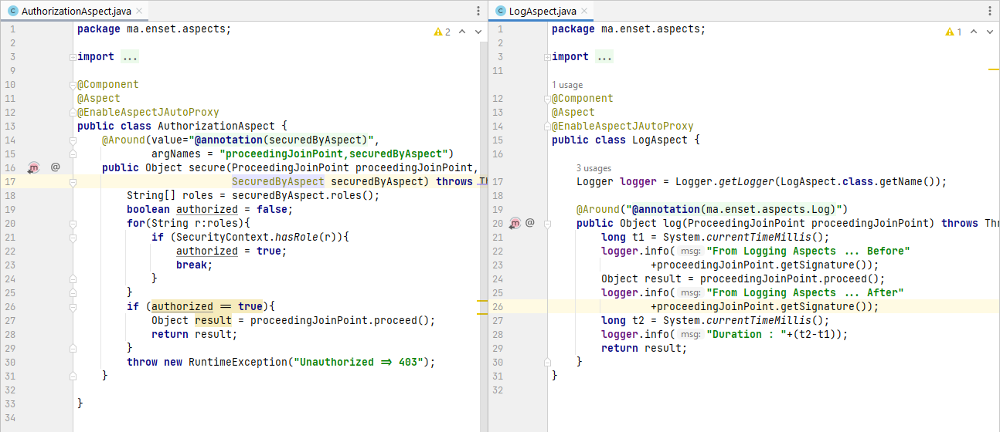 AuthorizationAspect.java
1 package ma.enset.aspects;
2
3 import ...
9
10 @Component
11 @Aspect
12 @EnableAspectJAutoProxy
13 public class AuthorizationAspect {
14 @Around(value="@annotation(securedByAspect)",
15 argNames = "proceedingJoinPoint,securedByAspect")
16 public Object secure(ProceedingJoinPoint proceedingJoinPoint,
17 SecuredByAspect securedByAspect) throws Th
18 String[] roles = securedByAspect.roles();
19 boolean authorized = false;
20 for(String r:roles){
21 if (SecurityContext.hasRole(r)){
22 authorized = true;
23 break;
24 }
25 }
26 if (authorized == true){
27 Object result = proceedingJoinPoint.proceed();
28 return result;
29 }
30 throw new RuntimeException("Unauthorized => 403");
31 }
32
33 }
34
2
LogAspect.java
1 package ma.enset.aspects;
2
3 import ...
11
1 usage
12 @Component
13 @Aspect
14 @EnableAspectJAutoProxy
15 public class LogAspect {
16
3 usages
17 Logger logger = Logger.getLogger(LogAspect.class.getName());
18
19 @Around("@annotation(ma.enset.aspects.Log)")
20 public Object log(ProceedingJoinPoint proceedingJoinPoint) throws Thr
21 long t1 = System.currentTimeMillis();
22 logger.info( msg: "From Logging Aspects ... Before"
23 +proceedingJoinPoint.getSignature());
24 Object result = proceedingJoinPoint.proceed();
25 logger.info( msg: "From Logging Aspects ... After"
26 +proceedingJoinPoint.getSignature());
27 long t2 = System.currentTimeMillis();
28 logger.info( msg: "Duration : "+(t2-t1));
29 return result;
30 }
31 }
32
1